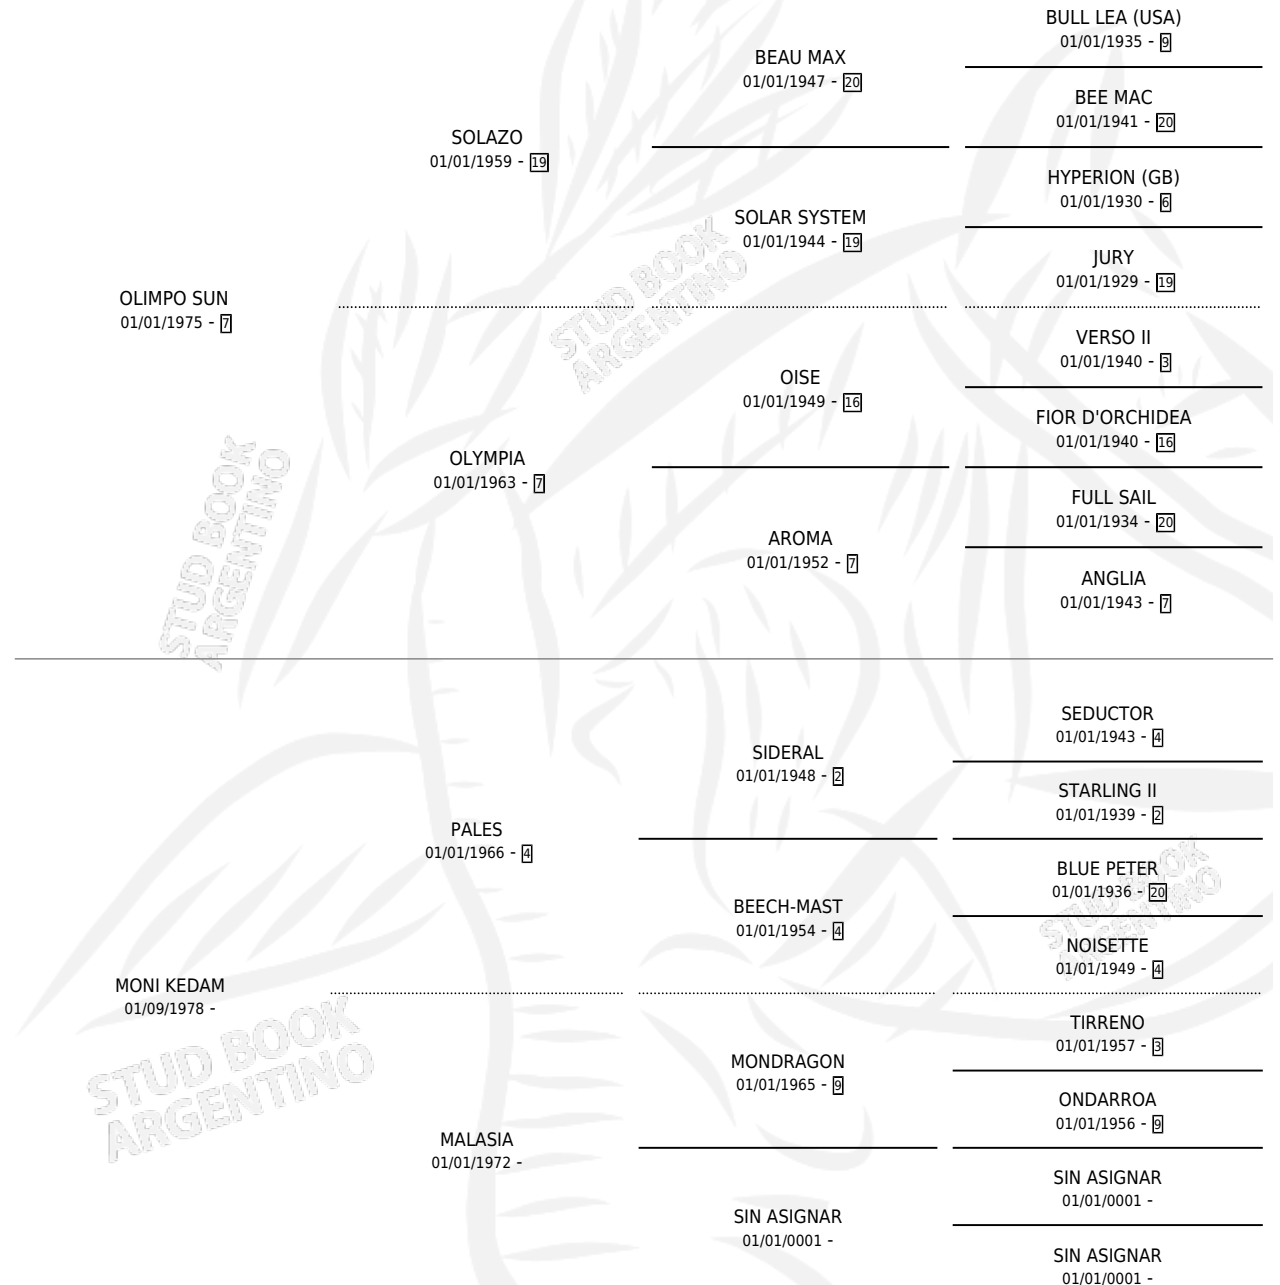 BULL LEA (USA)
01/01/1935 - 9
BEAU MAX
01/01/1947 - 20
BEE MAC
01/01/1941 - 20
SOLAZO
01/01/1959 - 19
HYPERION (GB)
01/01/1930 - 6
SOLAR SYSTEM
01/01/1944 - 19
JURY
01/01/1929 - 19
OLIMPO SUN
01/01/1975 - 7
VERSO II
01/01/1940 - 3
OISE
01/01/1949 - 16
FIOR D'ORCHIDEA
01/01/1940 - 16
OLYMPIA
01/01/1963 - 7
FULL SAIL
01/01/1934 - 20
AROMA
01/01/1952 - 7
ANGLIA
01/01/1943 - 7
STUD BOOK
ARGENTINO
STUD BOOK
ARGENTINO
SEDUCTOR
01/01/1943 - 4
SIDERAL
01/01/1948 - 2
STARLING II
01/01/1939 - 2
PALES
01/01/1966 - 4
BLUE PETER
01/01/1936 - 20
BEECH-MAST
01/01/1954 - 4
NOISETTE
01/01/1949 - 4
MONI KEDAM
01/09/1978 -
TIRRENO
01/01/1957 - 3
MONDRAGON
01/01/1965 - 9
ONDARROA
01/01/1956 - 9
MALASIA
01/01/1972 -
SIN ASIGNAR
01/01/0001 -
SIN ASIGNAR
01/01/0001 -
SIN ASIGNAR
01/01/0001 -
STUD BOOK
ARGENTINO
STUD BOOK
ARGENTINO